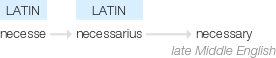 LATIN LATIN
necesse necessarius necessary
late Middle English